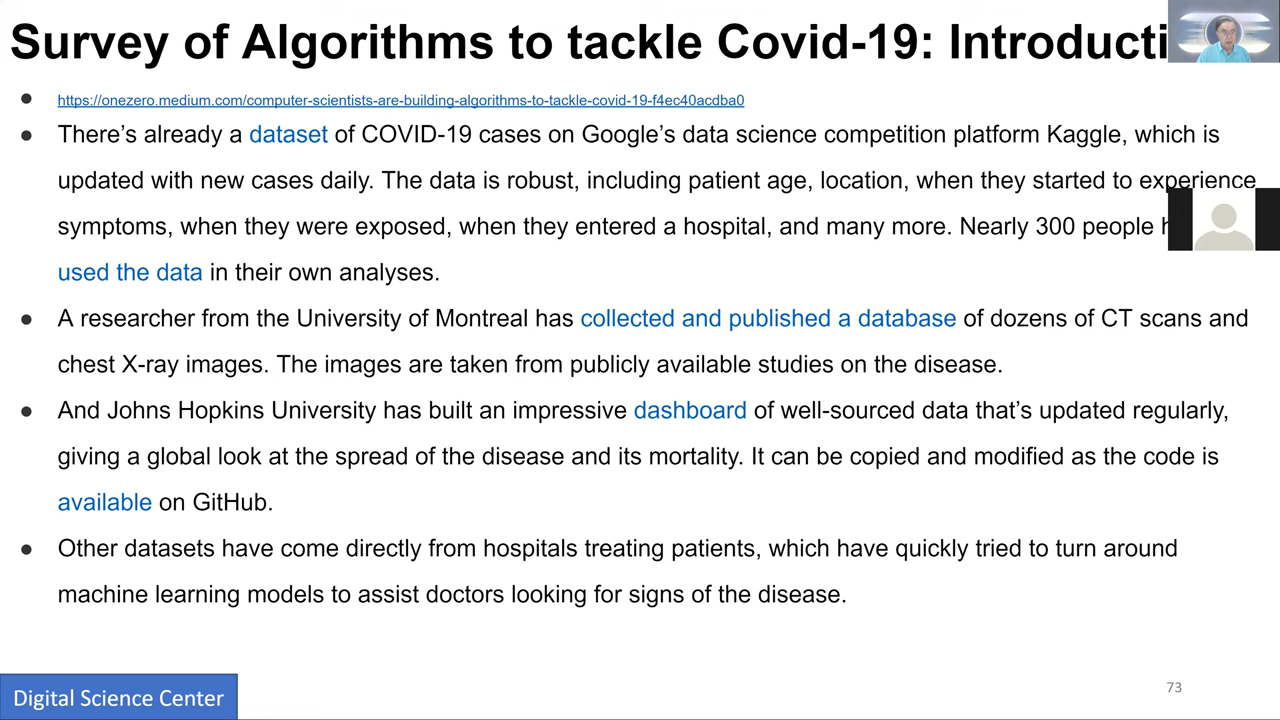 Survey of Algorithms to tackle Covid-19: Introducti
https://onezero.medium.com/computer-scientists-are-building-algorithms-to-tackle-covid-19-f4ec40acdba0
There's already a dataset of COVID-19 cases on Google's data science competition platform Kaggle, which is
updated with new cases daily. The data is robust, including patient age, location, when they started to experience
symptoms, when they were exposed, when they entered a hospital, and many more. Nearly 300 people
used the data in their own analyses.
A researcher from the University of Montreal has collected and published a database of dozens of CT scans and
chest X-ray images. The images are taken from publicly available studies on the disease.
And Johns Hopkins University has built an impressive dashboard of well-sourced data that's updated regularly,
giving a global look at the spread of the disease and its mortality. It can be copied and modified as the code is
available on GitHub.
Other datasets have come directly from hospitals treating patients, which have quickly tried to turn around
machine learning models to assist doctors looking for signs of the disease.
Digital Science Center
73